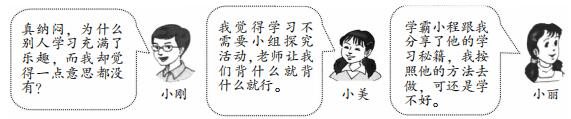 真纳闷，为什么
别人学习充满了
乐趣，而我却觉
得一点意思都没
有？
小刚
我觉得学习不
需要小组探究
活动，老师让我
们背什么就背
什么就行。
小美
学霸小程跟我
分享了他的学
习秘籍，我按
照他的方法去
做，可还是学
不好。
小丽